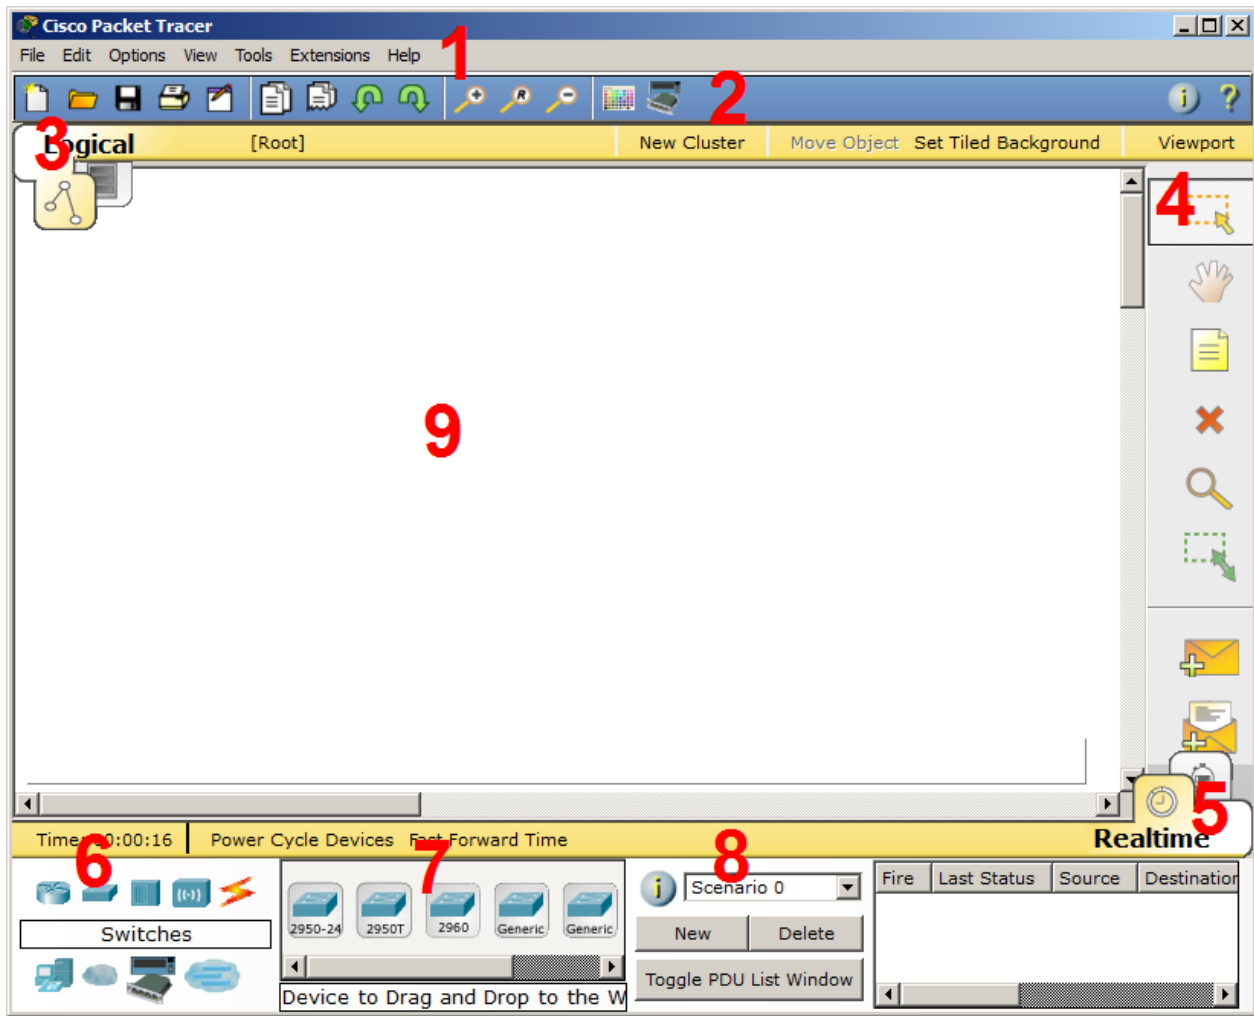 Cisco Packet Tracer
File Edit Options View Tools Extensions Help
1
2
R
i ?
3
Logical [Root] New Cluster Move Object Set Tiled Background Viewport
4
9
5
Realtime
Time: 00:00:16 Power Cycle Devices Fast Forward Time
6
7
8
Switches
2950-24 2950T 2960 Generic Generic
Device to Drag and Drop to the W
i Scenario 0
New Delete
Toggle PDU List Window
Fire Last Status Source Destination